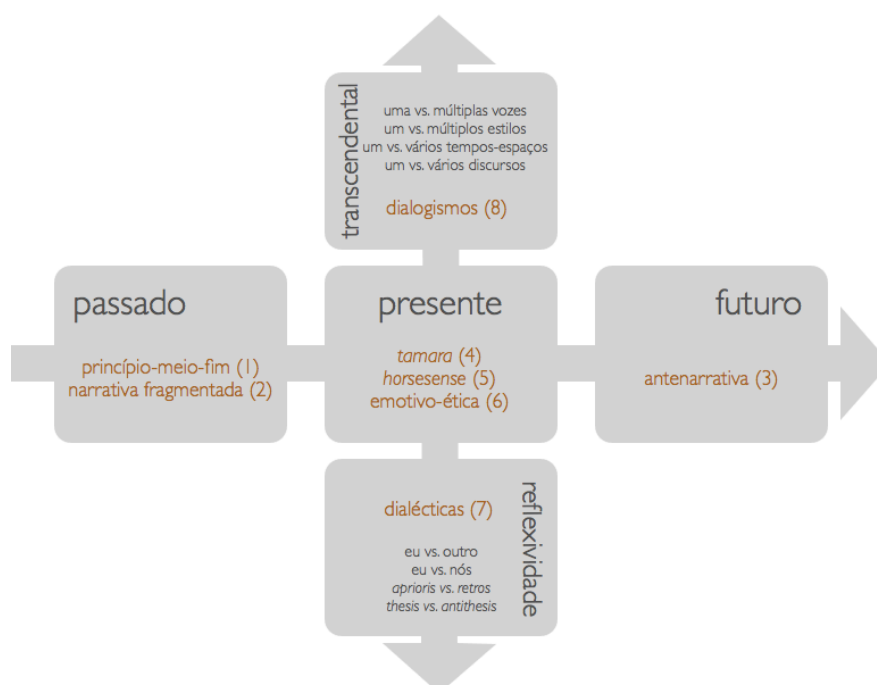 transcendental
uma vs. múltiplas vozes
um vs. múltiplos estilos
um vs. vários tempos-espaços
um vs. vários discursos
dialogismos (8)
passado
princípio-meio-fim (1)
narrativa fragmentada (2)
presente
tamara (4)
horsesense (5)
emotivo-ética (6)
futuro
antenarrativa (3)
dialécticas (7)
eu vs. outro
eu vs. nós
aprioris vs. retros
thesis vs. antithesis
reflexividade